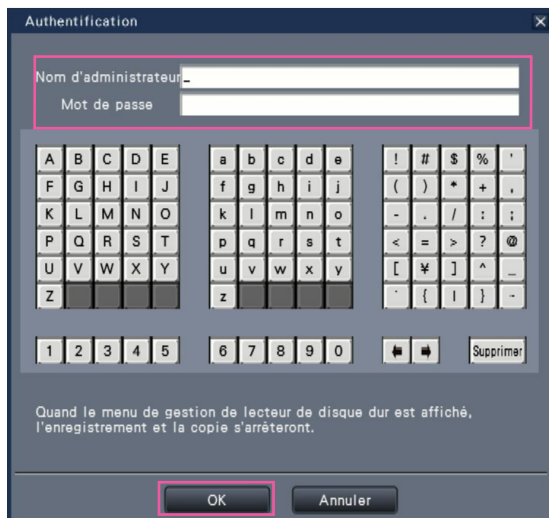 Authentification
Nom d'administrateur
Mot de passe
A B C D E a b c d e ! # $ % '
F G H I J f g h i j ( ) * + ,
K L M N O k l m n o - . / : ;
P Q R S T p q r s t < = > ? @
U V W X Y u v w x y [ ¥ ] ^ _
Z z ` { | } ~
1 2 3 4 5 6 7 8 9 0 Supprimer
Quand le menu de gestion de lecteur de disque dur est affiché,
l'enregistrement et la copie s'arrêteront.
OK Annuler